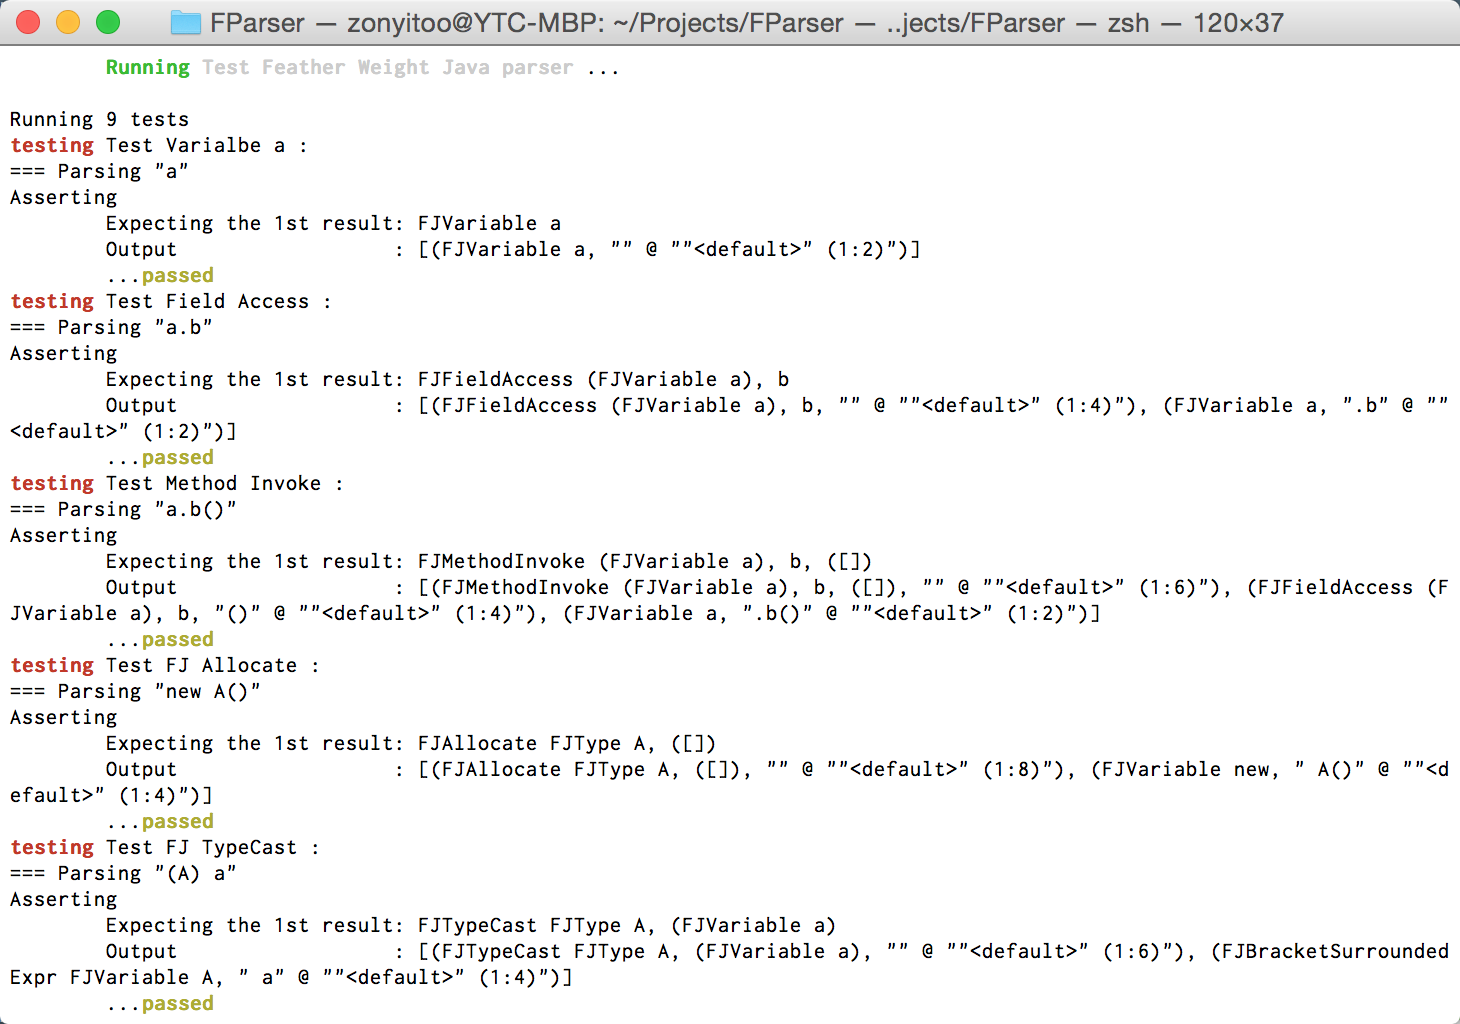 FParser — zonyitoo@YTC-MBP: ~/Projects/FParser — ..jects/FParser — zsh — 120×37
Running Test Feather Weight Java parser ...
Running 9 tests
testing Test Varialbe a :
=== Parsing "a"
Asserting
Expecting the 1st result: FJVariable a
Output : [(FJVariable a, "" @ ""<default>" (1:2)")]
...passed
testing Test Field Access :
=== Parsing "a.b"
Asserting
Expecting the 1st result: FJFieldAccess (FJVariable a), b
Output : [(FJFieldAccess (FJVariable a), b, "" @ ""<default>" (1:4)"), (FJVariable a, ".b" @ ""
<default>" (1:2)")]
...passed
testing Test Method Invoke :
=== Parsing "a.b()"
Asserting
Expecting the 1st result: FJMethodInvoke (FJVariable a), b, ([])
Output : [(FJMethodInvoke (FJVariable a), b, ([]), "" @ ""<default>" (1:6)"), (FJFieldAccess (F
JVariable a), b, "()" @ ""<default>" (1:4)"), (FJVariable a, ".b()" @ ""<default>" (1:2)")]
...passed
testing Test FJ Allocate :
=== Parsing "new A()"
Asserting
Expecting the 1st result: FJAllocate FJType A, ([])
Output : [(FJAllocate FJType A, ([]), "" @ ""<default>" (1:8)"), (FJVariable new, " A()" @ ""<d
efault>" (1:4)")]
...passed
testing Test FJ TypeCast :
=== Parsing "(A) a"
Asserting
Expecting the 1st result: FJTypeCast FJType A, (FJVariable a)
Output : [(FJTypeCast FJType A, (FJVariable a), "" @ ""<default>" (1:6)"), (FJBracketSurrounded
Expr FJVariable A, " a" @ ""<default>" (1:4)")]
...passed